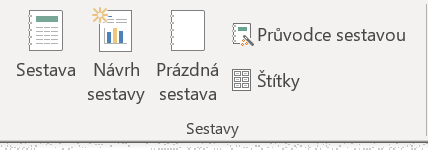 Sestava
Návrh
sestavy
Prázdná
sestava
Průvodce sestavou
Štítky
Sestavy